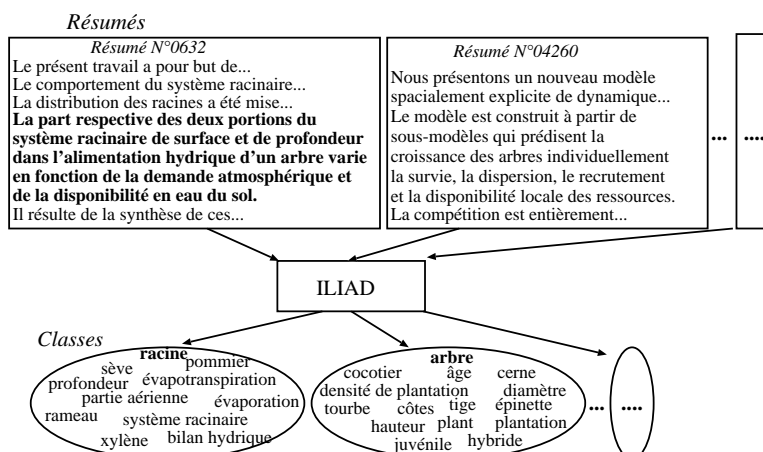 Résumés
Résumé N°0632
Le présent travail a pour but de...
Le comportement du système racinaire...
La distribution des racines a été mise...
La part respective des deux portions du
système racinaire de surface et de profondeur
dans l'alimentation hydrique d'un arbre varie
en fonction de la demande atmosphérique et
de la disponibilité en eau du sol.
Il résulte de la synthèse de ces...
Résumé N°04260
Nous présentons un nouveau modèle
spacialement explicite de dynamique...
Le modèle est construit à partir de
sous-modèles qui prédisent la
croissance des arbres individuellement
la survie, la dispersion, le recrutement
et la disponibilité locale des ressources.
La compétition est entièrement...
...
....
ILIAD
Classes
racine
sève pommier
profondeur évapotranspiration
partie aérienne évaporation
rameau système racinaire
xylène bilan hydrique
arbre
cocotier âge cerne
densité de plantation diamètre
tourbe côtes tige épinette
hauteur plant plantation
juvénile hybride
...
....